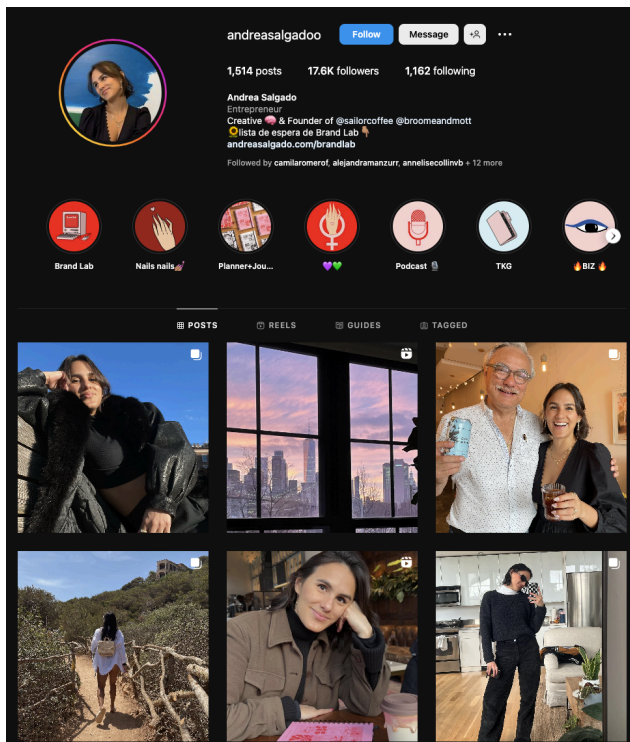 andreasalgadoo Follow Message
1,514 posts 17.6K followers 1,162 following
Andrea Salgado
Entrepreneur
Creative 🧠 & Founder of @sailorcoffee @broomeandmott
🌻lista de espera de Brand Lab👇🏽
andreasalgado.com/brandlab
Followed by camilaromerof, alejandramanzurr, annelisecollinvb + 12 more
Brand Lab Nails nails💅🏽 Planner+Jou... 💜💚 Podcast 🎙️ TKG 🔥BIZ 🔥
POSTS REELS GUIDES TAGGED